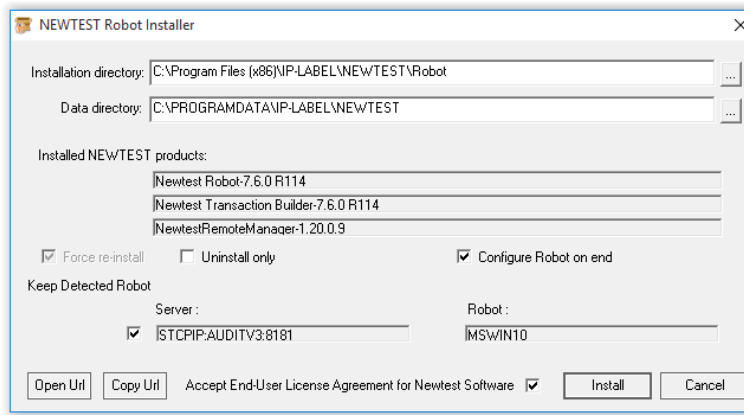 NEWTEST Robot Installer
Installation directory: C:\Program Files (x86)\IP-LABEL\NEWTEST\Robot ...
Data directory: C:\PROGRAMDATA\IP-LABEL\NEWTEST ...
Installed NEWTEST products:
Newtest Robot-7.6.0 R114
Newtest Transaction Builder-7.6.0 R114
NewtestRemoteManager-1.20.0.9
Force re-install Uninstall only Configure Robot on end
Keep Detected Robot
Server : Robot :
STCPIP:AUDITV3:8181 MSWIN10
Open Url Copy Url Accept End-User License Agreement for Newtest Software Install Cancel